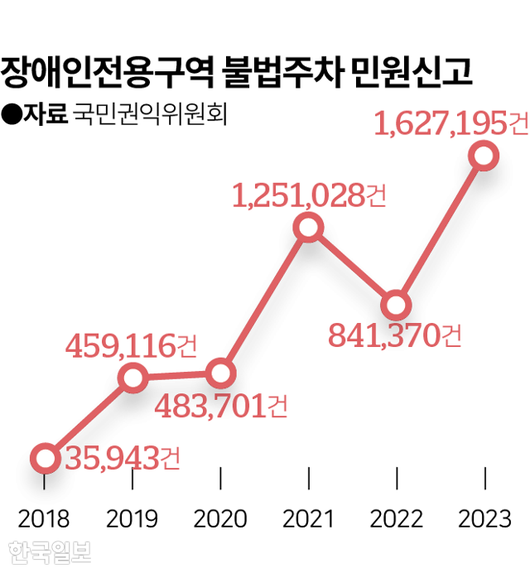 장애인전용구역 불법주차 민원신고
●자료 국민권익위원회
1,627,195건
1,251,028건
841,370건
459,116건
483,701건
35,943건
2018 2019 2020 2021 2022 2023
한국일보